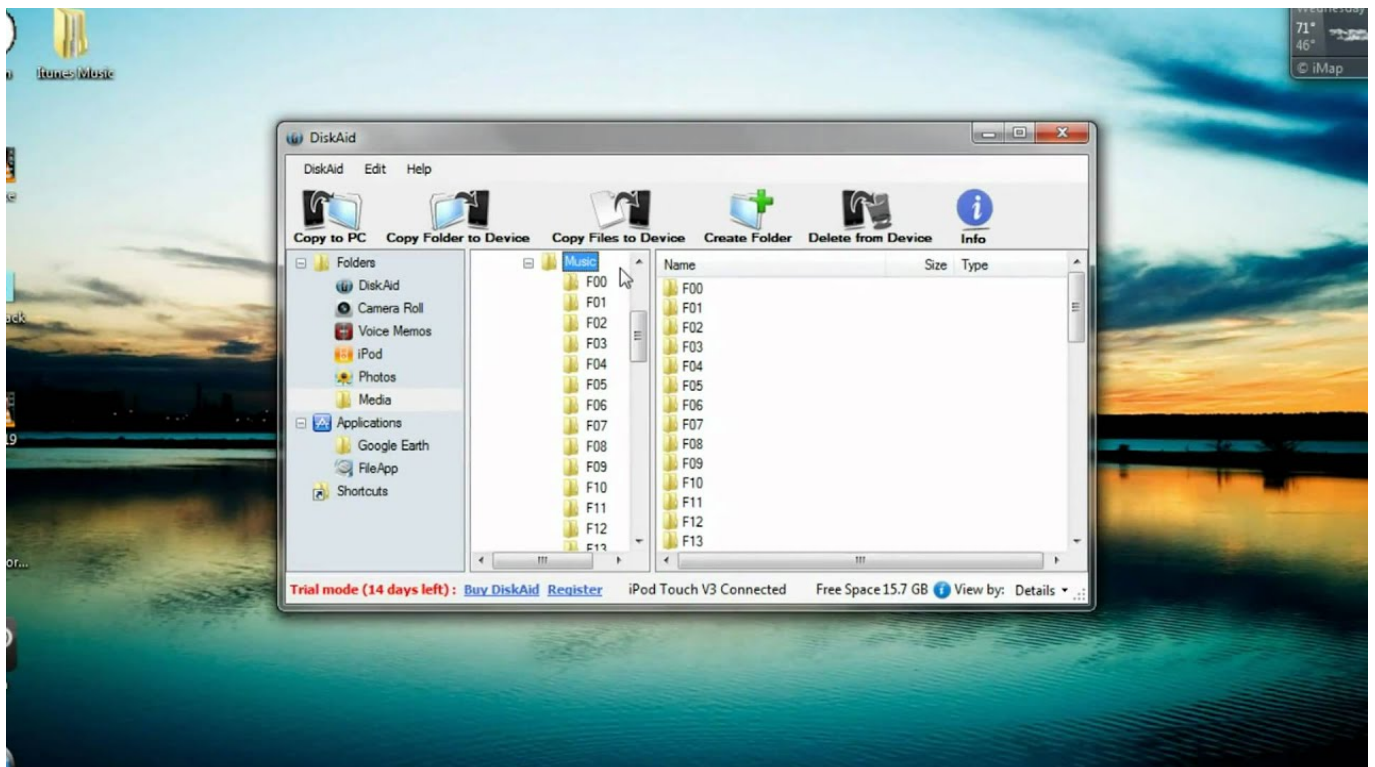 Wednesday
71°
46°
© iMap
Itunes Music
DiskAid
DiskAid Edit Help
Copy to PC Copy Folder to Device Copy Files to Device Create Folder Delete from Device Info
Folders
DiskAid
Camera Roll
Voice Memos
iPod
Photos
Media
Applications
Google Earth
FileApp
Shortcuts
Music
F00
F01
F02
F03
F04
F05
F06
F07
F08
F09
F10
F11
F12
F13
Name Size Type
F00
F01
F02
F03
F04
F05
F06
F07
F08
F09
F10
F11
F12
F13
Trial mode (14 days left) : Buy DiskAid Register iPod Touch V3 Connected Free Space 15.7 GB View by: Details
19
or...